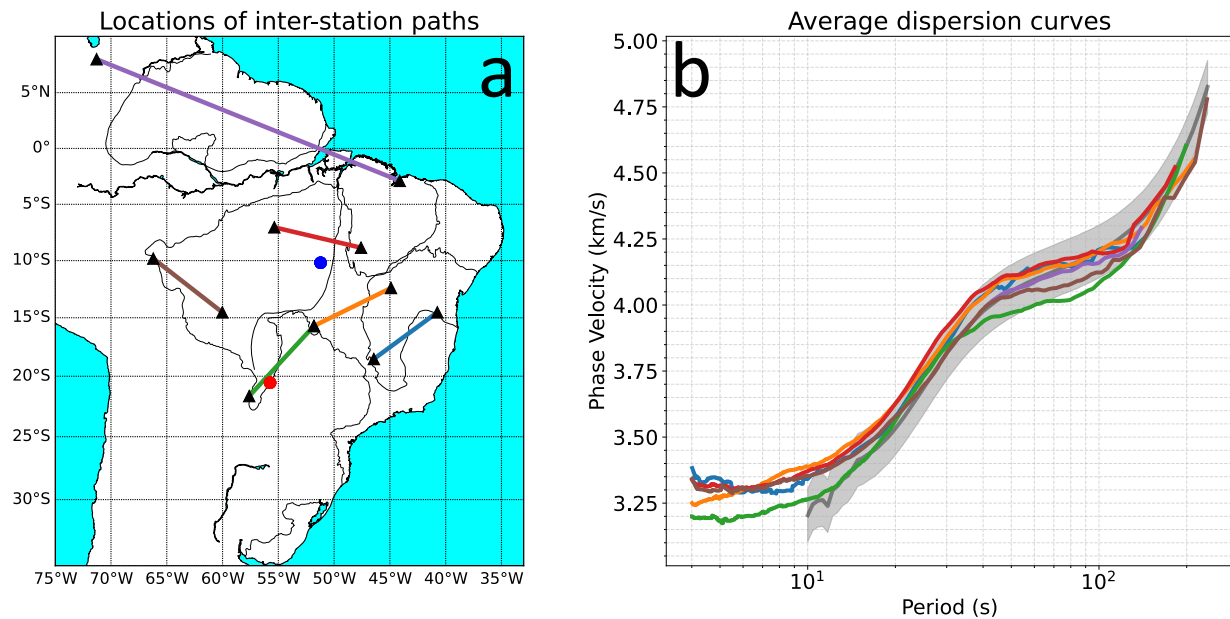 Locations of inter-station paths
a
5°N
0°
5°S
10°S
15°S
20°S
25°S
30°S
75°W 70°W 65°W 60°W 55°W 50°W 45°W 40°W 35°W
Average dispersion curves
b
5.00
4.75
4.50
4.25
4.00
3.75
3.50
3.25
Phase Velocity (km/s)
10¹ 10²
Period (s)